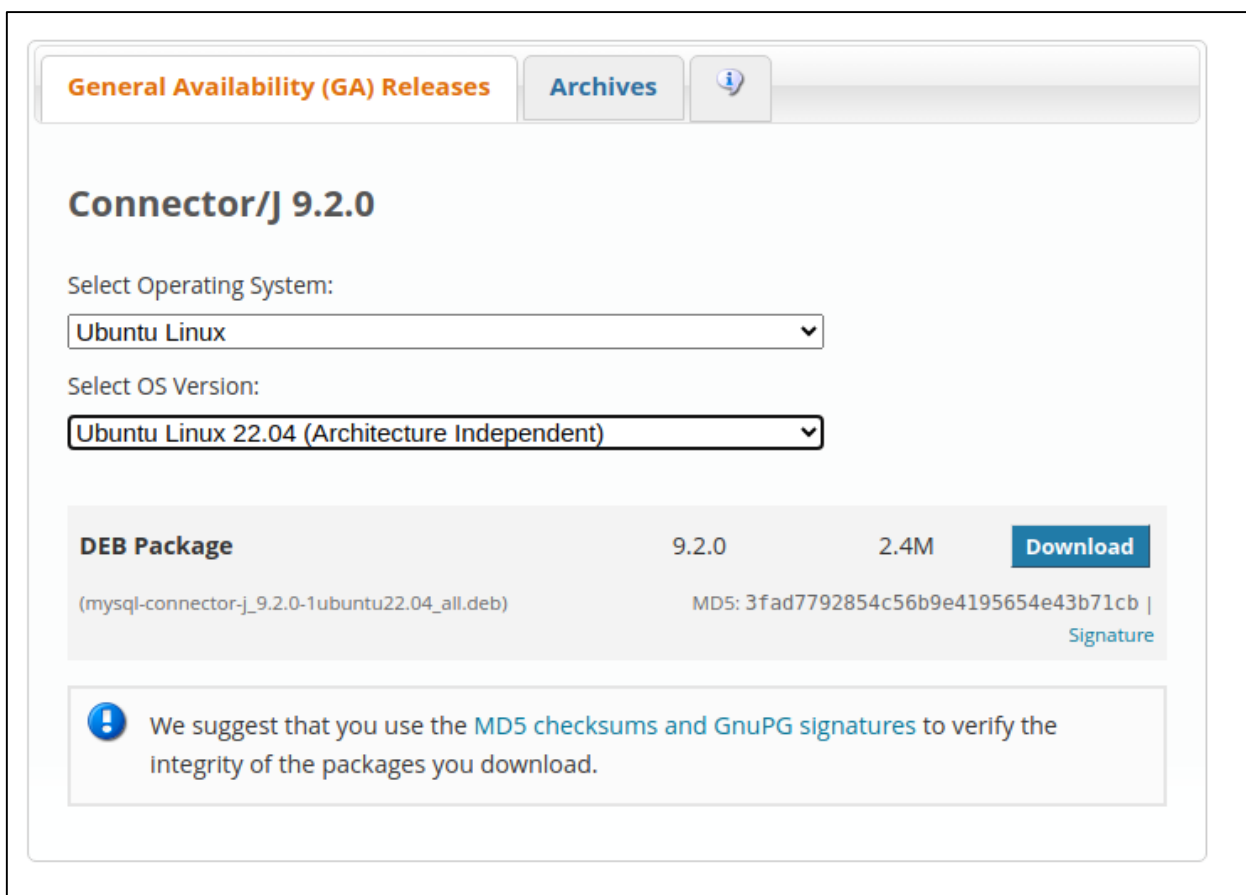 General Availability (GA) Releases
Archives
Connector/J 9.2.0
Select Operating System:
Ubuntu Linux
Select OS Version:
Ubuntu Linux 22.04 (Architecture Independent)
DEB Package 9.2.0 2.4M Download
(mysql-connector-j_9.2.0-1ubuntu22.04_all.deb) MD5: 3fad7792854c56b9e4195654e43b71cb |
Signature
We suggest that you use the MD5 checksums and GnuPG signatures to verify the
integrity of the packages you download.